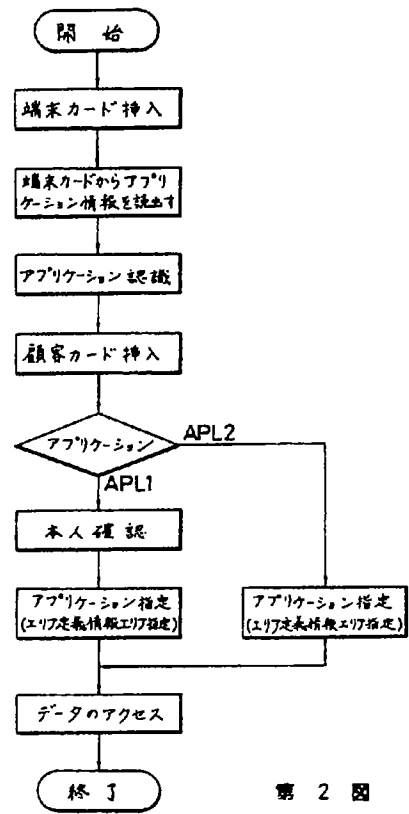 開始
端末カード挿入
端末カードからアプリ
ケーション情報を読出す
アプリケーション認識
顧客カード挿入
アプリケーション
APL2
APL1
本人確認
アプリケーション指定
(エリア定義情報エリア指定)
アプリケーション指定
(エリア定義情報エリア指定)
データのアクセス
終了
第2図